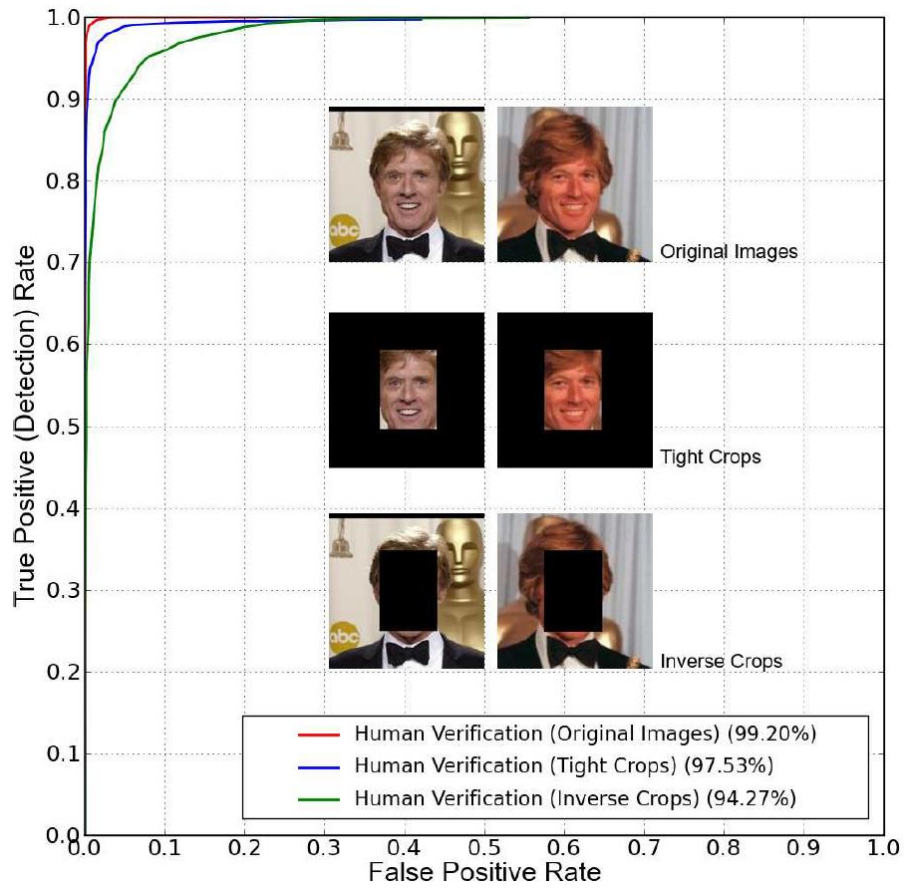 True Positive (Detection) Rate
1.0
0.9
0.8
0.7
0.6
0.5
0.4
0.3
0.2
0.1
0.0
abc
Original Images
Tight Crops
abc
Inverse Crops
Human Verification (Original Images) (99.20%)
Human Verification (Tight Crops) (97.53%)
Human Verification (Inverse Crops) (94.27%)
0.0 0.1 0.2 0.3 0.4 0.5 0.6 0.7 0.8 0.9 1.0
False Positive Rate